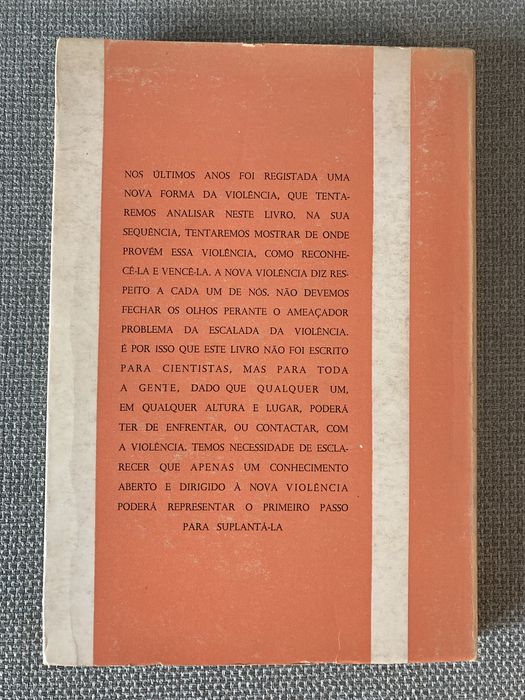 NOS ÚLTIMOS ANOS FOI REGISTADA UMA
NOVA FORMA DA VIOLÊNCIA, QUE TENTA-
REMOS ANALISAR NESTE LIVRO. NA SUA
SEQUÊNCIA, TENTAREMOS MOSTRAR DE ONDE
PROVÉM ESSA VIOLÊNCIA, COMO RECONHE-
CÊ-LA E VENCÊ-LA. A NOVA VIOLÊNCIA DIZ RES-
PEITO A CADA UM DE NÓS. NÃO DEVEMOS
FECHAR OS OLHOS PERANTE O AMEAÇADOR
PROBLEMA DA ESCALADA DA VIOLÊNCIA.
É POR ISSO QUE ESTE LIVRO NÃO FOI ESCRITO
PARA CIENTISTAS, MAS PARA TODA
A GENTE, DADO QUE QUALQUER UM,
EM QUALQUER ALTURA E LUGAR, PODERÁ
TER DE ENFRENTAR, OU CONTACTAR, COM
A VIOLÊNCIA. TEMOS NECESSIDADE DE ESCLA-
RECER QUE APENAS UM CONHECIMENTO
ABERTO E DIRIGIDO À NOVA VIOLÊNCIA
PODERÁ REPRESENTAR O PRIMEIRO PASSO
PARA SUPLANTÁ-LA